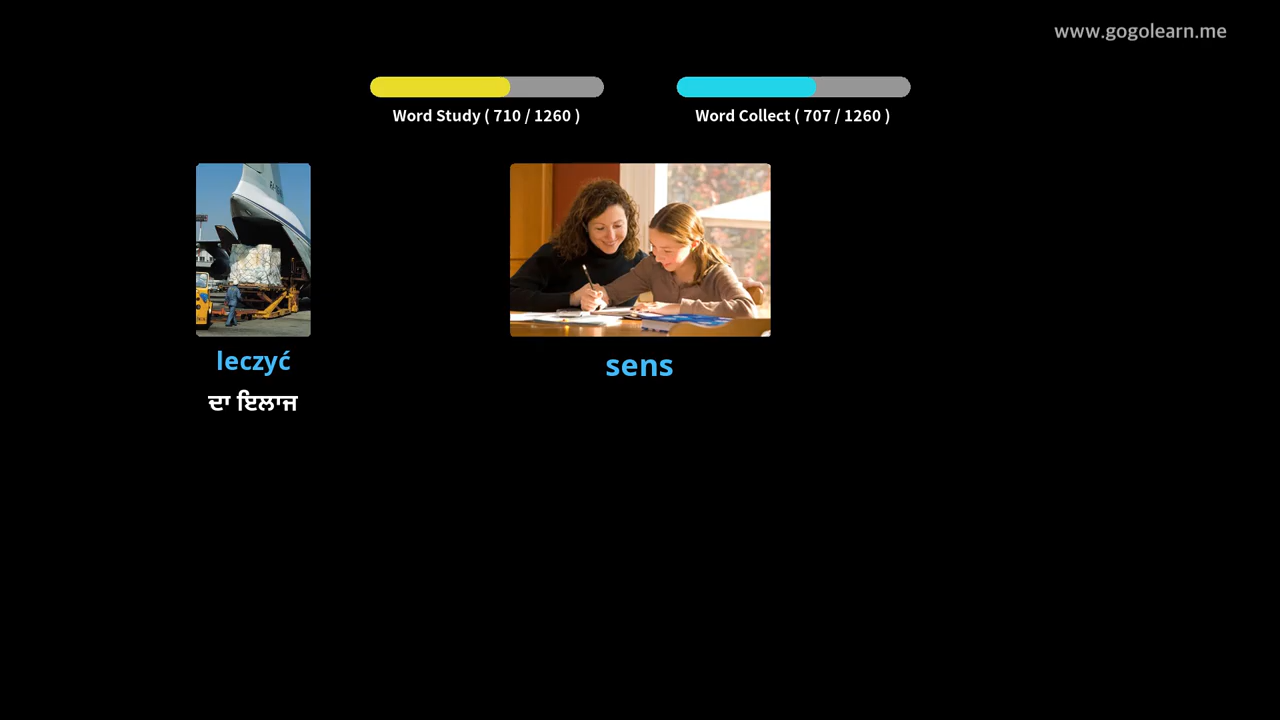 www.gogolearn.me
Word Study ( 710 / 1260 )
Word Collect ( 707 / 1260 )
leczyć
ਦਾ ਇਲਾਜ
sens